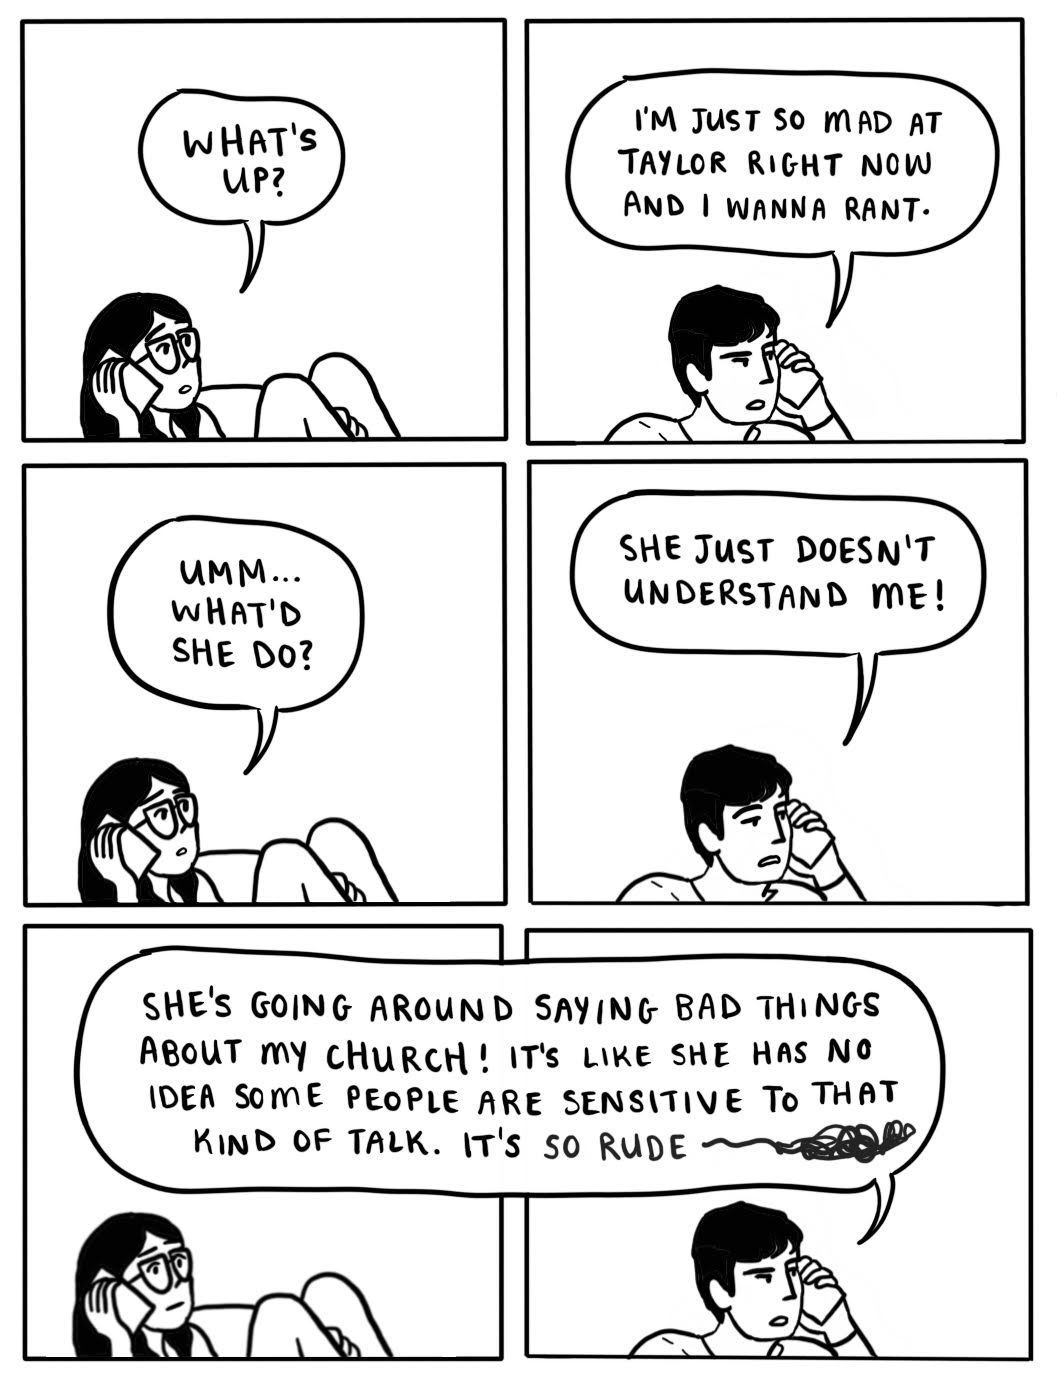 WHAT'S
UP?
I'M JUST SO MAD AT
TAYLOR RIGHT NOW
AND I WANNA RANT.
UMM...
WHAT'D
SHE DO?
SHE JUST DOESN'T
UNDERSTAND ME!
SHE'S GOING AROUND SAYING BAD THINGS
ABOUT MY CHURCH! IT'S LIKE SHE HAS NO
IDEA SOME PEOPLE ARE SENSITIVE TO THAT
KIND OF TALK. IT'S SO RUDE